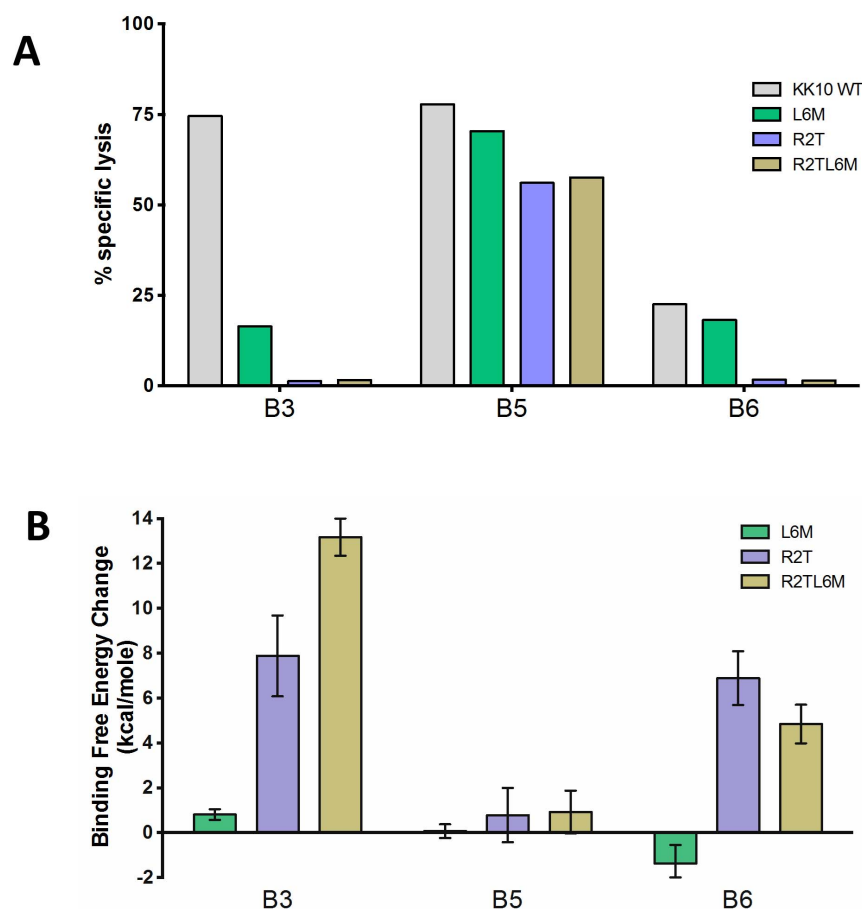 A
% specific lysis
100
75
50
25
0
B3
B5
B6
KK10 WT
L6M
R2T
R2TL6M
B
Binding Free Energy Change
(kcal/mole)
14
12
10
8
6
4
2
0
-2
B3
B5
B6
L6M
R2T
R2TL6M